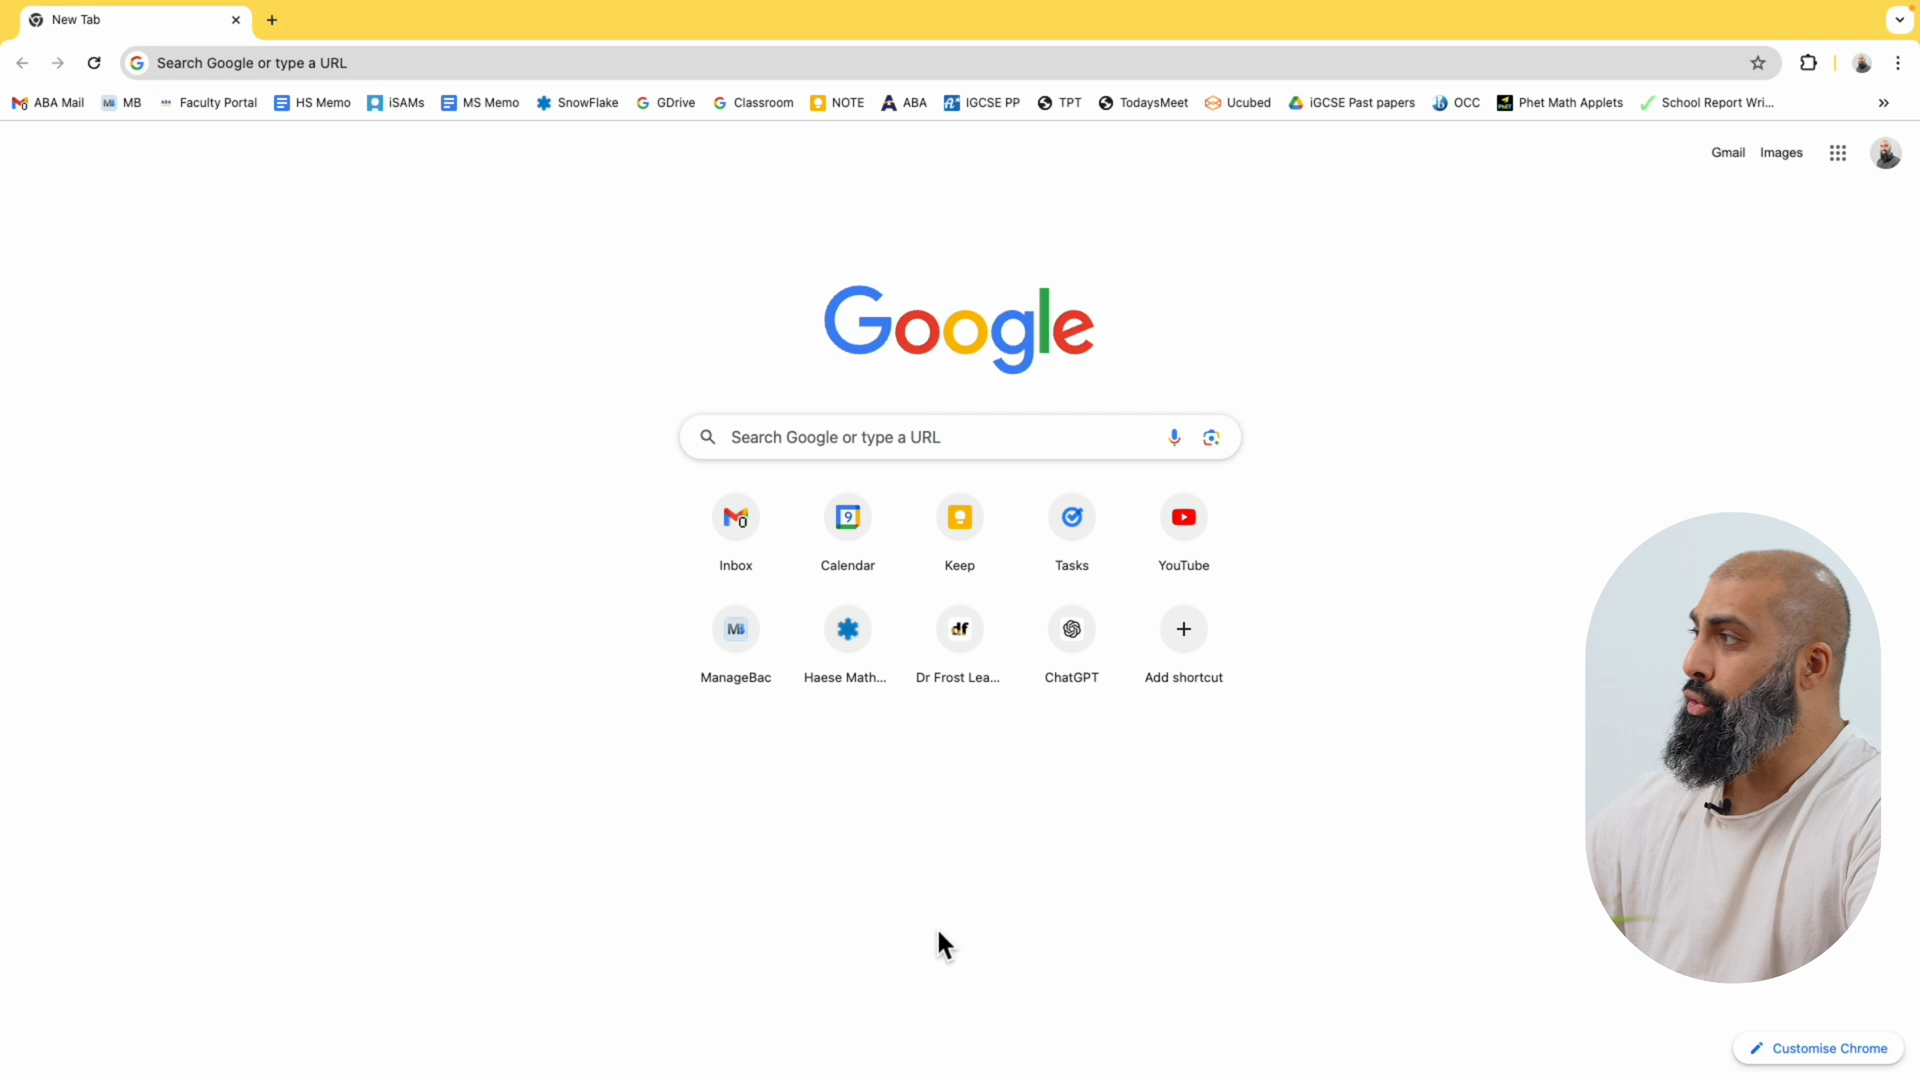 New Tab
Search Google or type a URL
ABA Mail MB Faculty Portal HS Memo iSAMs MS Memo SnowFlake GDrive Classroom NOTE ABA IGCSE PP TPT TodaysMeet Ucubed iGCSE Past papers OCC Phet Math Applets School Report Wri...
Gmail Images
Google
Search Google or type a URL
Inbox Calendar Keep Tasks YouTube
ManageBac Haese Math... Dr Frost Lea... ChatGPT Add shortcut
Customise Chrome